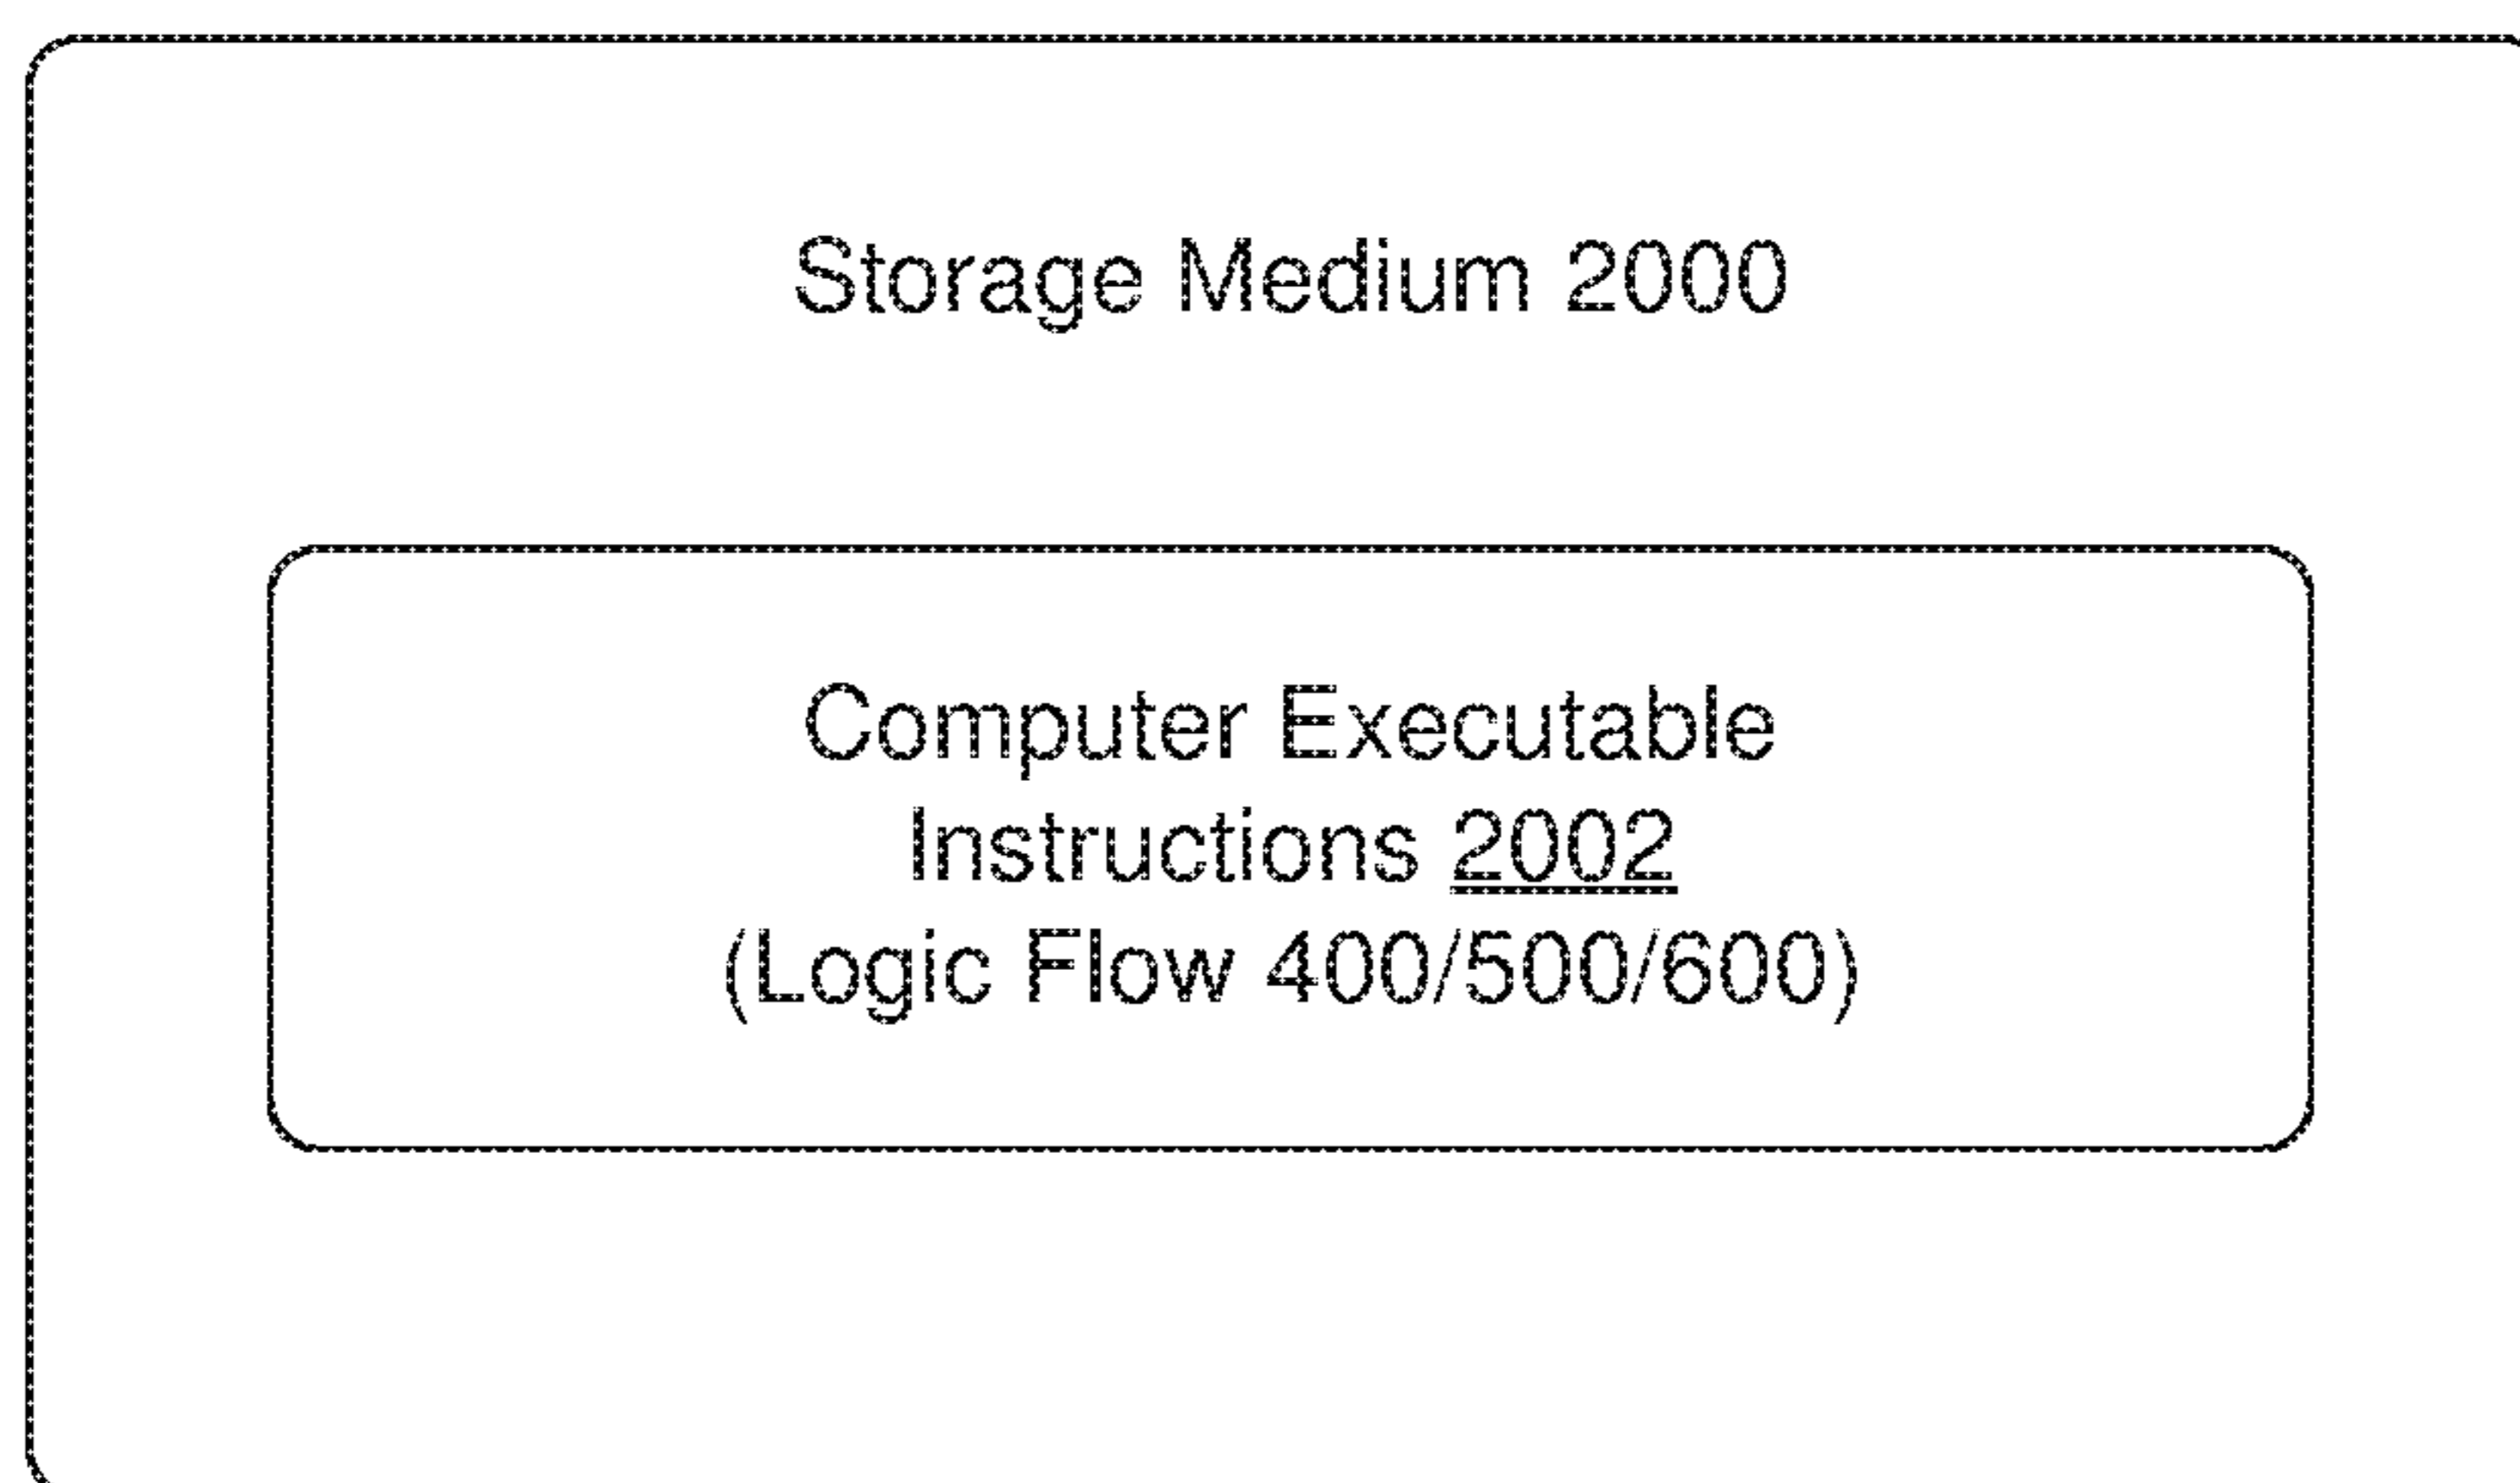 Storage Medium 2000
Computer Executable
Instructions 2002
(Logic Flow 400/500/600)